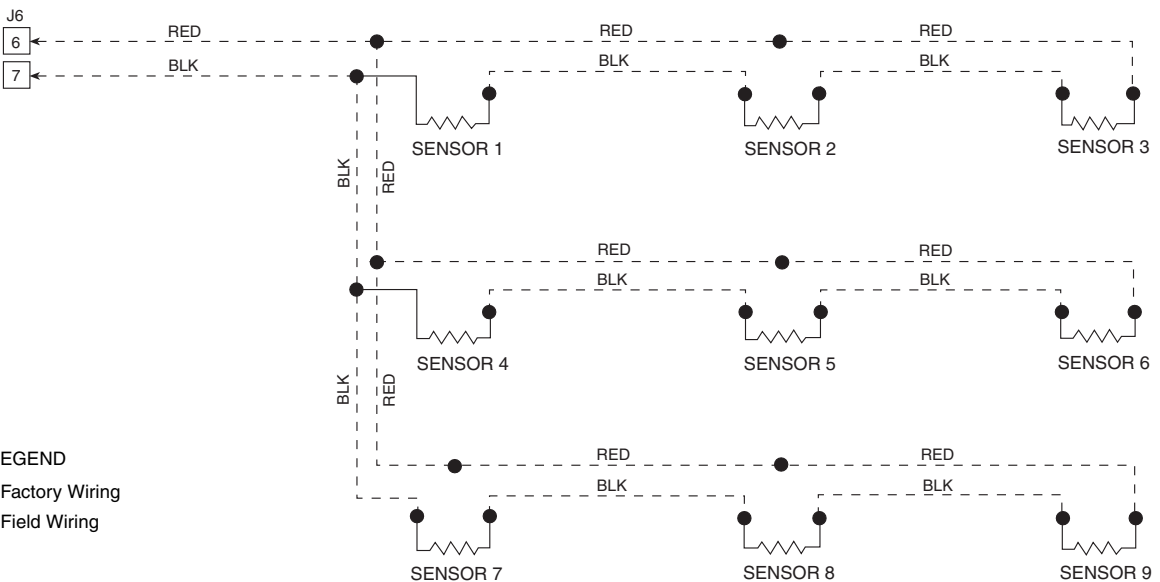 J6
6
RED
RED
RED
7
BLK
BLK
BLK
SENSOR 1
SENSOR 2
SENSOR 3
BLK
RED
RED
RED
BLK
BLK
SENSOR 4
SENSOR 5
SENSOR 6
BLK
RED
RED
RED
EGEND
BLK
BLK
Factory Wiring
Field Wiring
SENSOR 7
SENSOR 8
SENSOR 9